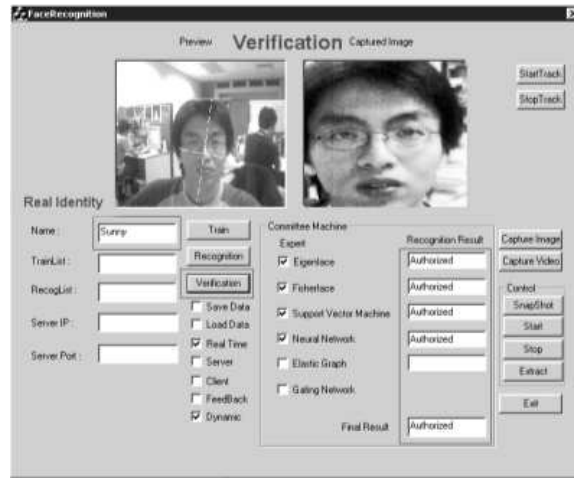 FaceRecognition
Preview Verification Captured Image
StartTrack
StopTrack
Real Identity
Name : Sunny
TrainList :
RecogList :
Server IP :
Server Port :
Train
Recognition
Verification
Save Data
Load Data
Real Time
Server
Client
FeedBack
Dynamic
Committee Machine
Expert Recognition Result
Eigenface Authorized
Fisherface Authorized
Support Vector Machine Authorized
Neural Network Authorized
Elastic Graph
Gating Network
Final Result Authorized
Capture Image
Capture Video
Control
SnapShot
Start
Stop
Extract
Exit